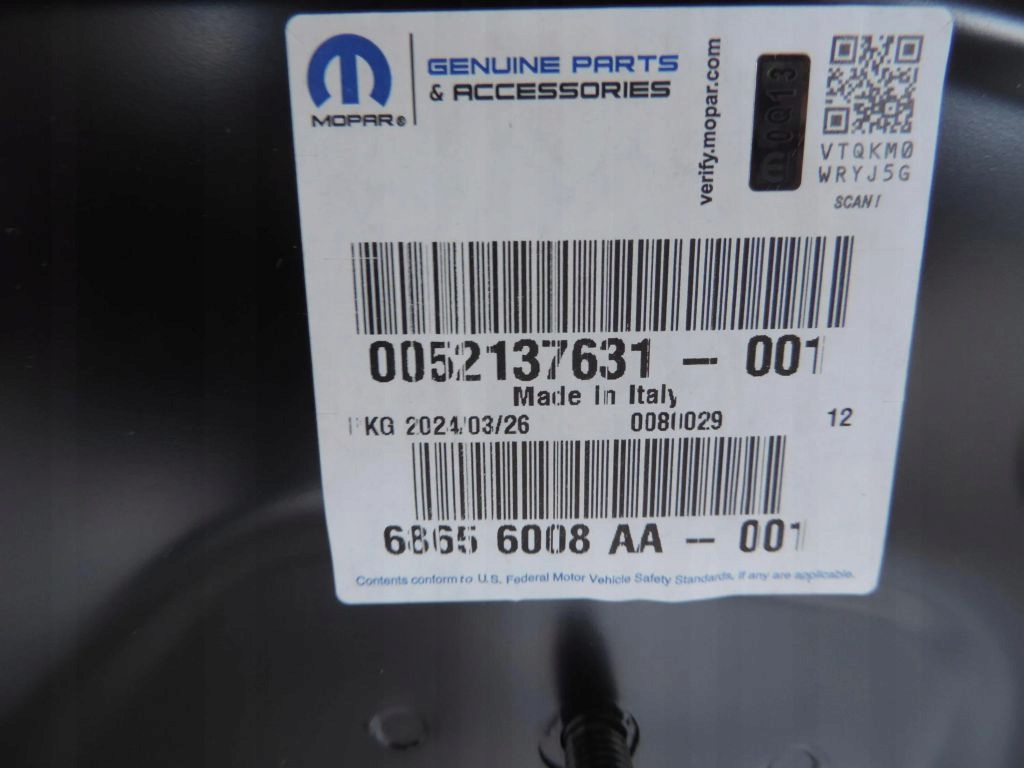 MOPAR®
GENUINE PARTS
& ACCESSORIES
verify.mopar.com
m0Q13
VTQKM0
WRYJ5G
SCAN!
0052137631 - 001
Made In Italy
PKG 2024/03/26 0080029 12
6865 6008 AA - 001
Contents conform to U.S. Federal Motor Vehicle Safety Standards, if any are applicable.